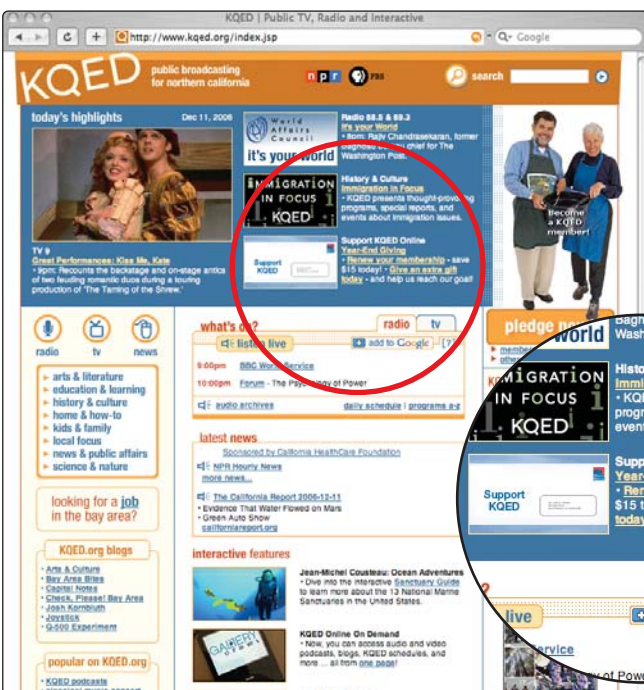 KQED | Public TV, Radio and Interactive
http://www.kqed.org/index.jsp
Google
KQED
public broadcasting
for northern california
npr
PBS
search
today's highlights
Dec 11, 2006
TV 9
Great Performances: Kiss Me, Kate
• 9pm: Recounts the backstage and on-stage antics
of two feuding romantic duos during a touring
production of 'The Taming of the Shrew.'
World
Affairs
Council
it's your world
Radio 88.5 & 89.3
It's your World
• 8pm: Rajiv Chandrasekaran, former
chief for The
Washington Post.
IMMIGRATION
IN FOCUS
KQED
History & Culture
Immigration in Focus
• KQED presents thought-provoking
programs, special reports, and
events about immigration issues.
Support
KQED
Support KQED Online
Year-End Giving
• Renew your membership - save
$15 today! • Give an extra gift
today - and help us reach our goal!
Become
a KQED
member!
radio
tv
news
arts & literature
education & learning
history & culture
home & how-to
kids & family
local focus
news & public affairs
science & nature
looking for a job
in the bay area?
KQED.org blogs
• Arts & Culture
• Bay Area Bites
• Capital Notes
• Check, Please! Bay Area
• Josh Kornbluth
• Joystick
• G-500 Experiment
popular on KQED.org
• KQED podcasts
what's on?
radio
tv
listen live
add to Google
[?]
9:00pm BBC World Service
10:00pm Forum - The Psychology of Power
audio archives
daily schedule | programs a-z
latest news
Sponsored by California HealthCare Foundation
NPR Hourly News
more news...
The California Report 2006-12-11
• Evidence That Water Flowed on Mars
• Green Auto Show
californiareport.org
interactive features
Jean-Michel Cousteau: Ocean Adventures
• Dive into the interactive Sanctuary Guide
to learn more about the 13 National Marine
Sanctuaries in the United States.
GALLERY
KQED Online On Demand
• Now, you can access audio and video
podcasts, blogs, KQED schedules, and
more ... all from one page!
pledge
world
Wash
MIGRATION
IN FOCUS
KQED
Histo
Immi
• KQE
progr
event
Support
KQED
Supp
Year-
• Ren
$15 t
today
?
live
ervice
of Pow